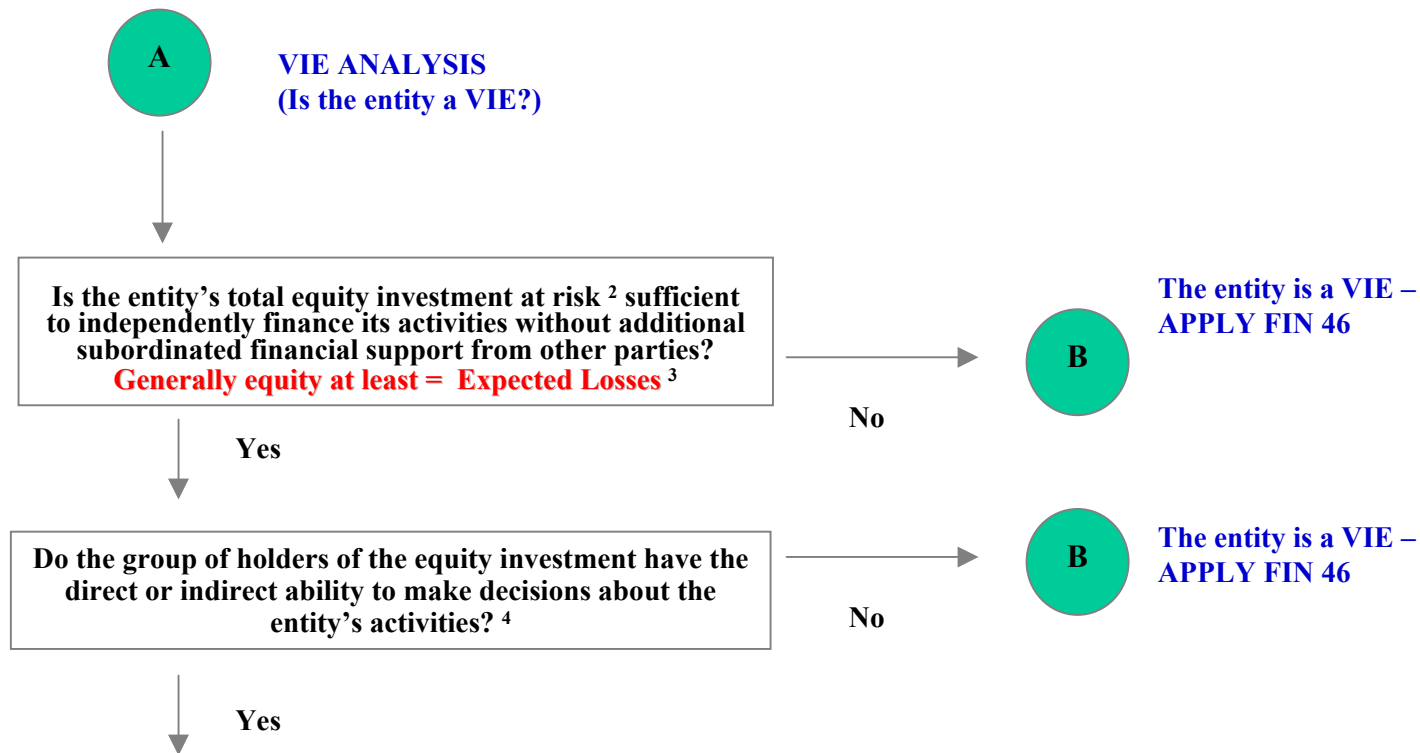 A
VIE ANALYSIS
(Is the entity a VIE?)
Is the entity’s total equity investment at risk ² sufficient
to independently finance its activities without additional
subordinated financial support from other parties?
Generally equity at least = Expected Losses ³
The entity is a VIE –
APPLY FIN 46
B
No
Yes
Do the group of holders of the equity investment have the
direct or indirect ability to make decisions about the
entity’s activities? ⁴
The entity is a VIE –
APPLY FIN 46
B
No
Yes